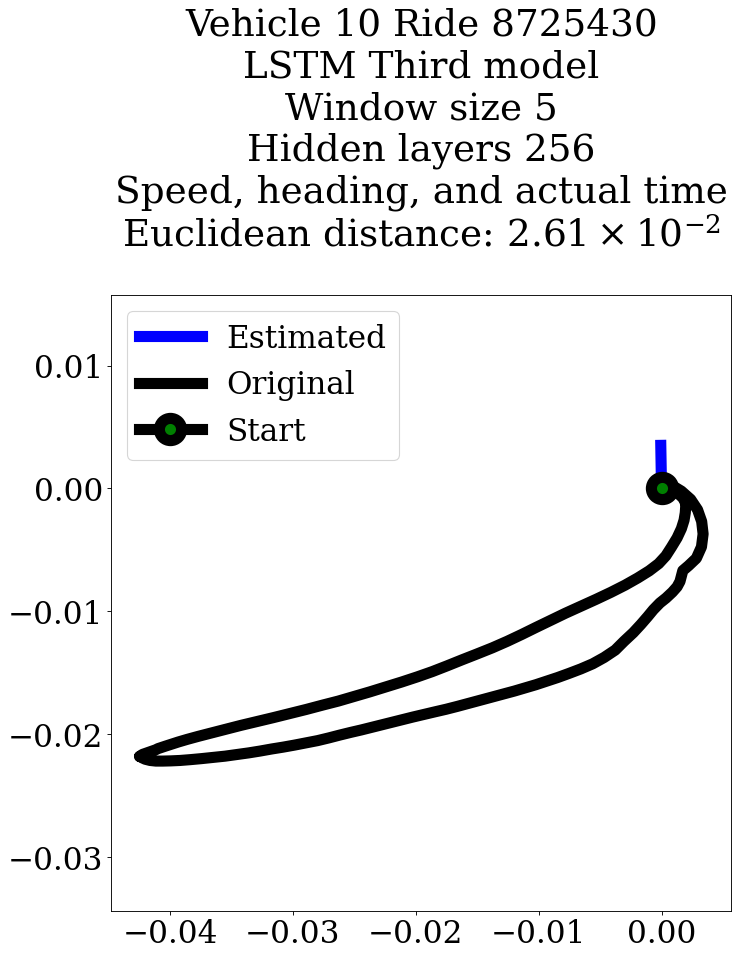 Vehicle 10 Ride 8725430
LSTM Third model
Window size 5
Hidden layers 256
Speed, heading, and actual time
Euclidean distance: 2.61 × 10⁻²
Estimated
Original
Start
0.01
0.00
−0.01
−0.02
−0.03
−0.04 −0.03 −0.02 −0.01 0.00